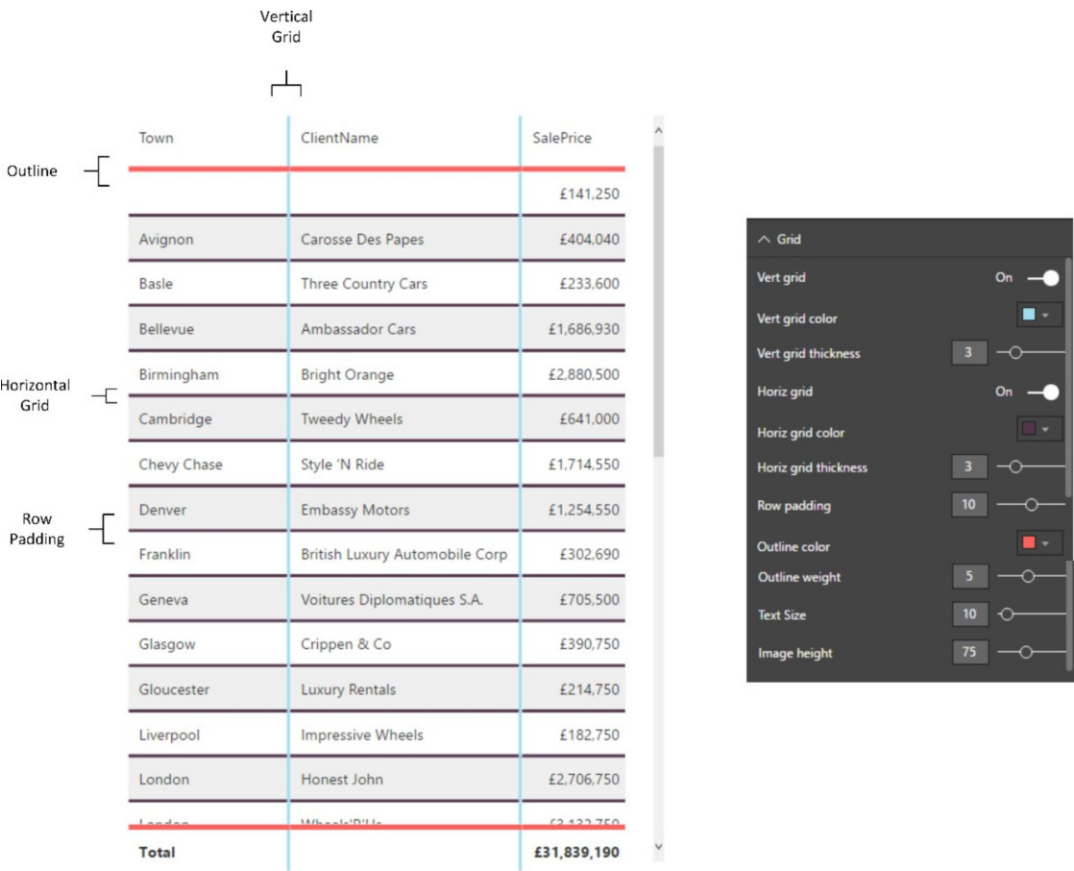 Vertical
Grid
Town ClientName SalePrice
Outline
£141,250
Avignon Carosse Des Papes £404,040
Basle Three Country Cars £233,600
Bellevue Ambassador Cars £1,686,930
Birmingham Bright Orange £2,880,500
Horizontal
Grid
Cambridge Tweedy Wheels £641,000
Chevy Chase Style 'N Ride £1,714,550
Denver Embassy Motors £1,254,550
Row
Padding
Franklin British Luxury Automobile Corp £302,690
Geneva Voitures Diplomatiques S.A. £705,500
Glasgow Crippen & Co £390,750
Gloucester Luxury Rentals £214,750
Liverpool Impressive Wheels £182,750
London Honest John £2,706,750
London Wheels'R'Us £3,132,750
Total £31,839,190
Grid
Vert grid On
Vert grid color
Vert grid thickness 3
Horiz grid On
Horiz grid color
Horiz grid thickness 3
Row padding 10
Outline color
Outline weight 5
Text Size 10
Image height 75